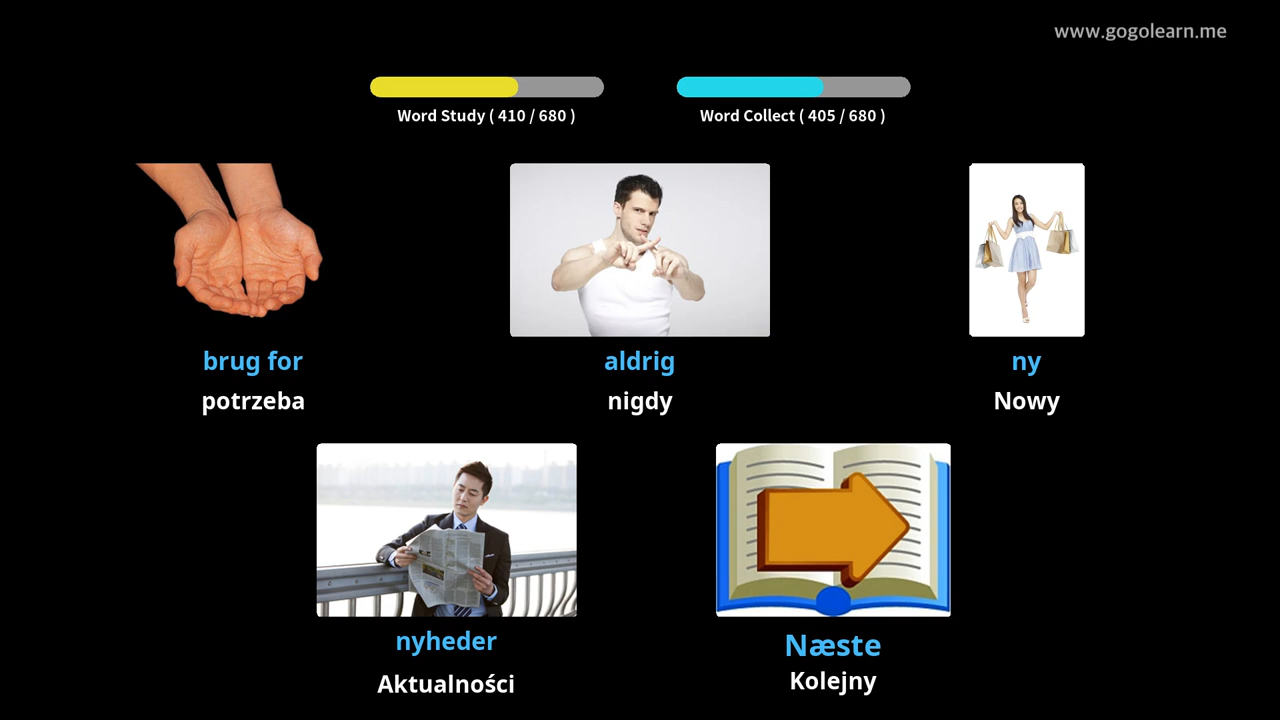 www.gogolearn.me
Word Study ( 410 / 680 )
Word Collect ( 405 / 680 )
brug for
potrzeba
aldrig
nigdy
ny
Nowy
nyheder
Aktualności
Næste
Kolejny